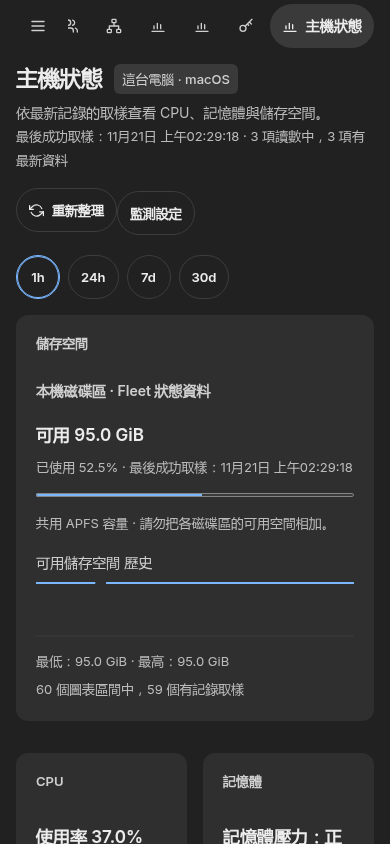 主機狀態
主機狀態
這台電腦 · macOS
依最新記錄的取樣查看 CPU、記憶體與儲存空間。
最後成功取樣：11月21日 上午02:29:18 · 3 項讀數中，3 項有
最新資料
重新整理
監測設定
1h
24h
7d
30d
儲存空間
本機磁碟區 · Fleet 狀態資料
可用 95.0 GiB
已使用 52.5% · 最後成功取樣：11月21日 上午02:29:18
共用 APFS 容量 · 請勿把各磁碟區的可用空間相加。
可用儲存空間 歷史
最低：95.0 GiB · 最高：95.0 GiB
60 個圖表區間中，59 個有記錄取樣
CPU
使用率 37.0%
記憶體
記憶體壓力：正